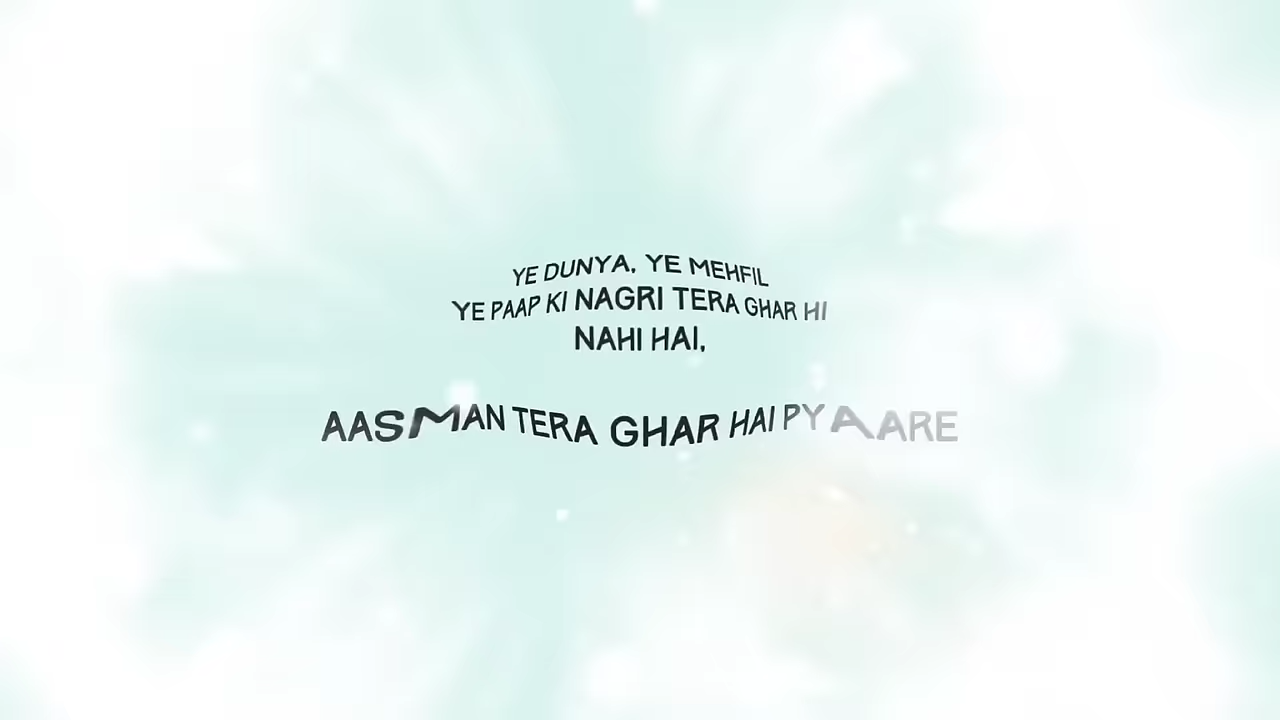 YE DUNYA, YE MEHFIL
YE PAAP KI NAGRI TERA GHAR HI
NAHI HAI,
AASMAN TERA GHAR HAI PYAARE